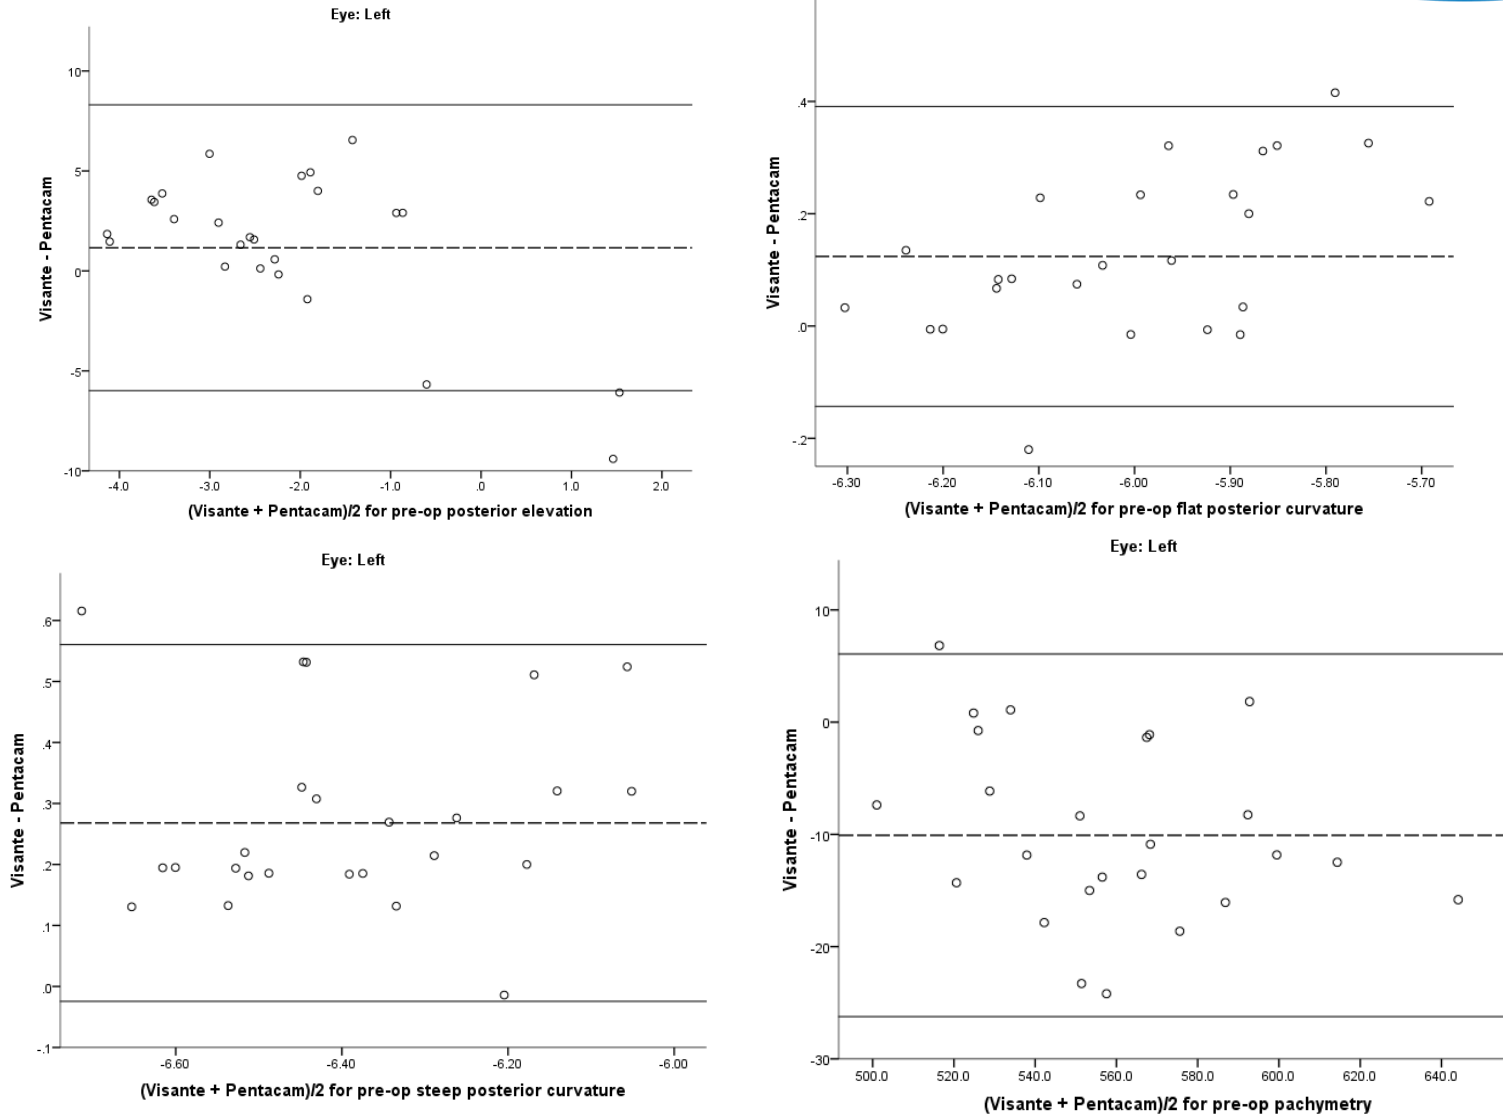 Eye: Left
10
5
0
-5
-10
-4.0 -3.0 -2.0 -1.0 .0 1.0 2.0
Visante - Pentacam
(Visante + Pentacam)/2 for pre-op posterior elevation
.4
.2
.0
-.2
-6.30 -6.20 -6.10 -6.00 -5.90 -5.80 -5.70
Visante - Pentacam
(Visante + Pentacam)/2 for pre-op flat posterior curvature
Eye: Left
.6
.5
.4
.3
.2
.1
.0
-.1
-6.60 -6.40 -6.20 -6.00
Visante - Pentacam
(Visante + Pentacam)/2 for pre-op steep posterior curvature
Eye: Left
10
0
-10
-20
-30
500.0 520.0 540.0 560.0 580.0 600.0 620.0 640.0
Visante - Pentacam
(Visante + Pentacam)/2 for pre-op pachymetry